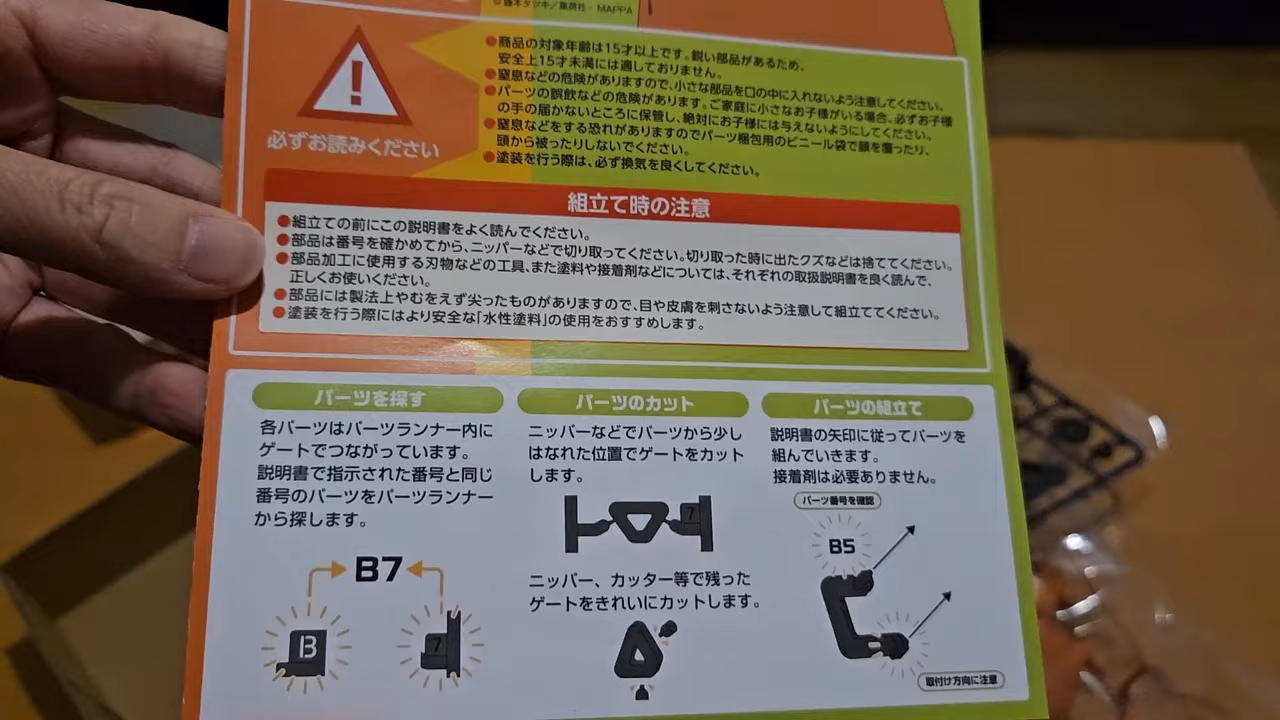 © 藤本タツキ／集英社・MAPPA
必ずお読みください
●商品の対象年齢は15才以上です。鋭い部品があるため、
安全上15才未満には適しておりません。
●窒息などの危険がありますので、小さな部品を口の中に入れないよう注意してください。
●パーツの誤飲などの危険があります。ご家庭に小さなお子様がいる場合、必ずお子様
の手の届かないところに保管し、絶対にお子様には与えないようにしてください。
●窒息などをする恐れがありますのでパーツ梱包用のビニール袋で顔を覆ったり、
頭から被ったりしないでください。
●塗装を行う際は、必ず換気を良くしてください。
組立て時の注意
●組立ての前にこの説明書をよく読んでください。
●部品は番号を確かめてから、ニッパーなどで切り取ってください。切り取った時に出たクズなどは捨ててください。
●部品加工に使用する刃物などの工具、また塗料や接着剤などについては、それぞれの取扱説明書を良く読んで、
正しくお使いください。
●部品には製法上やむをえず尖ったものがありますので、目や皮膚を刺さないよう注意して組立ててください。
●塗装を行う際にはより安全な「水性塗料」の使用をおすすめします。
パーツを探す
各パーツはパーツランナー内に
ゲートでつながっています。
説明書で指示された番号と同じ
番号のパーツをパーツランナー
から探します。
B7
B
7
パーツのカット
ニッパーなどでパーツから少し
はなれた位置でゲートをカット
します。
7
ニッパー、カッター等で残った
ゲートをきれいにカットします。
パーツの組立て
説明書の矢印に従ってパーツを
組んでいきます。
接着剤は必要ありません。
パーツ番号を確認
B5
取付け方向に注意